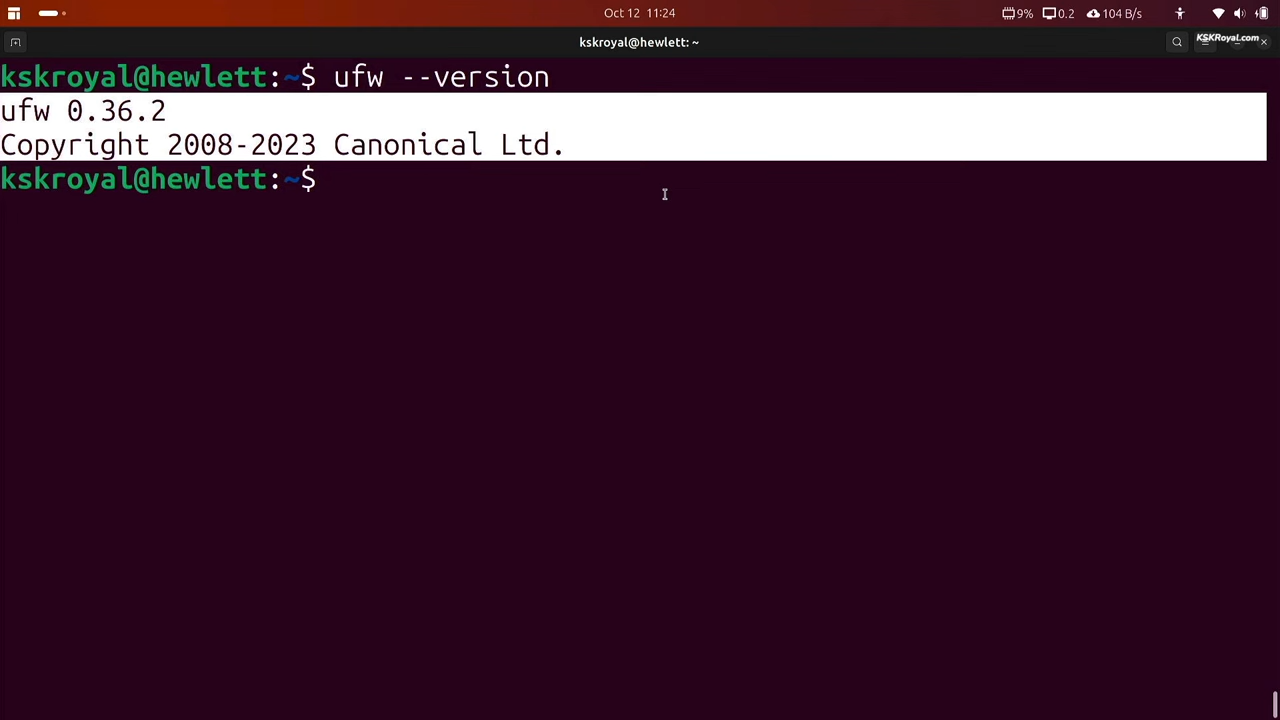 Oct 12 11:24
9% 0.2 104 B/s
kskroyal@hewlett: ~
KSKRoyal.com
kskroyal@hewlett:~$ ufw --version
ufw 0.36.2
Copyright 2008-2023 Canonical Ltd.
kskroyal@hewlett:~$